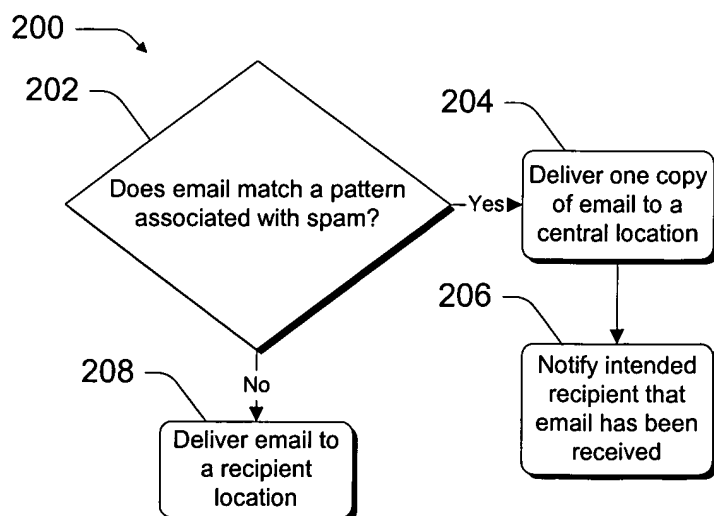 200
202
Does email match a pattern
associated with spam?
Yes
204
Deliver one copy
of email to a
central location
206
Notify intended
recipient that
email has been
received
No
208
Deliver email to
a recipient
location